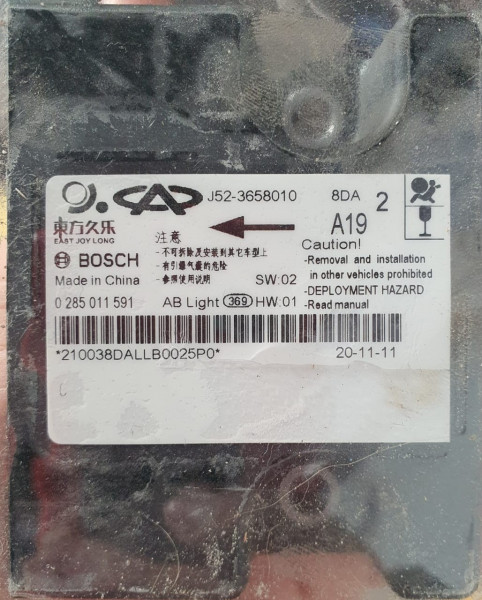 J52-3658010 8DA 2
A19
東方久乐
EAST JOY LONG
BOSCH
Made in China
0 285 011 591
注意
- 不可拆除及安装到其它车型上
- 有引爆气囊的危险
- 参照使用说明
SW:02
AB Light 369 HW:01
Caution!
- Removal and installation
in other vehicles prohibited
- DEPLOYMENT HAZARD
- Read manual
*210038DALLB0025P0* 20-11-11